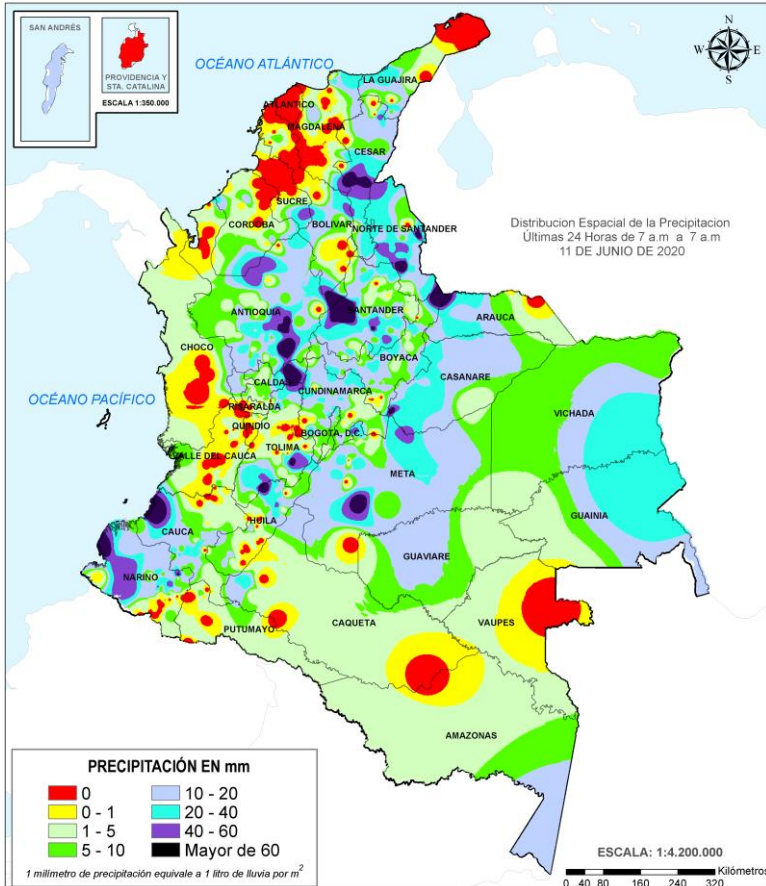 SAN ANDRÉS
PROVIDENCIA Y
STA. CATALINA
ESCALA 1:350.000
OCÉANO ATLÁNTICO
N
W E
S
LA GUAJIRA
ATLANTICO
MAGDALENA
CESAR
SUCRE
CORDOBA
BOLIVAR
NORTE DE SANTANDER
Distribucion Espacial de la Precipitacion
Últimas 24 Horas de 7 a.m a 7 a.m
11 DE JUNIO DE 2020
ANTIOQUIA
SANTANDER
ARAUCA
CHOCO
BOYACA
CASANARE
CALDAS
CUNDINAMARCA
OCÉANO PACÍFICO
RISARALDA
VICHADA
QUINDIO
BOGOTA, D.C.
TOLIMA
VALLE DEL CAUCA
META
GUAINIA
CAUCA
HUILA
GUAVIARE
NARIÑO
CAQUETA
VAUPES
PUTUMAYO
AMAZONAS
PRECIPITACIÓN EN mm
0
0 - 1
1 - 5
5 - 10
10 - 20
20 - 40
40 - 60
Mayor de 60
1 milímetro de precipitación equivale a 1 litro de lluvia por m²
ESCALA: 1:4.200.000
Kilómetros
0 40 80 160 240 320